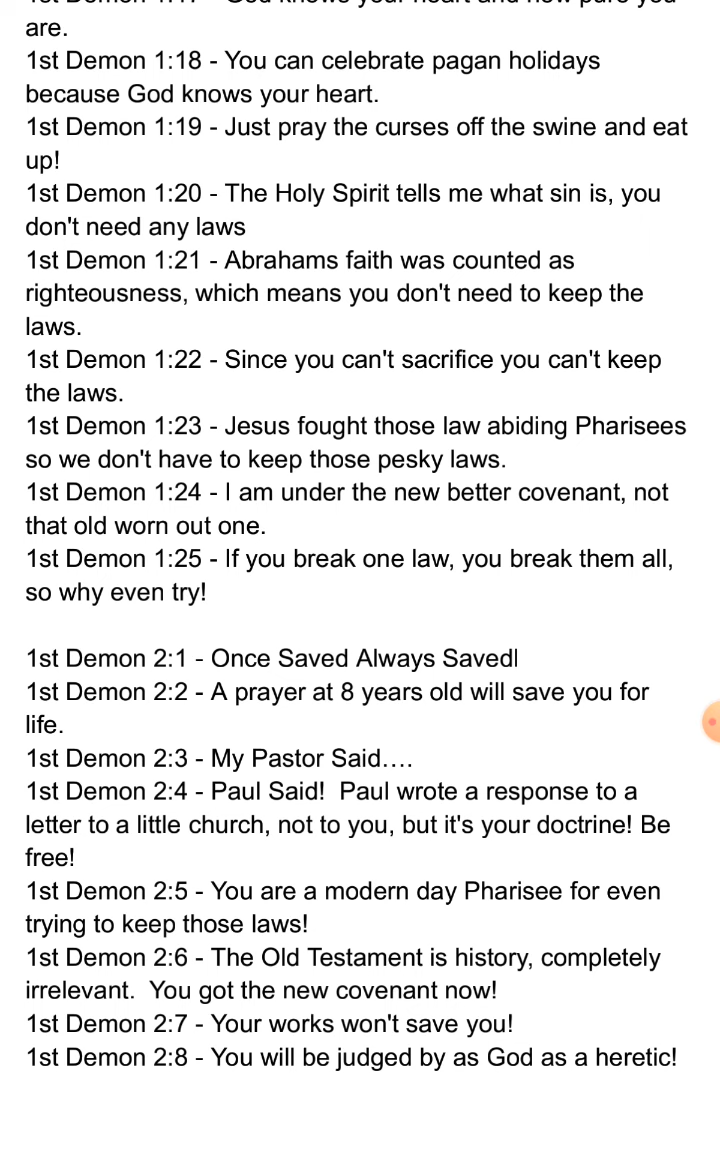 are.
1st Demon 1:18 - You can celebrate pagan holidays
because God knows your heart.
1st Demon 1:19 - Just pray the curses off the swine and eat
up!
1st Demon 1:20 - The Holy Spirit tells me what sin is, you
don't need any laws
1st Demon 1:21 - Abrahams faith was counted as
righteousness, which means you don't need to keep the
laws.
1st Demon 1:22 - Since you can't sacrifice you can't keep
the laws.
1st Demon 1:23 - Jesus fought those law abiding Pharisees
so we don't have to keep those pesky laws.
1st Demon 1:24 - I am under the new better covenant, not
that old worn out one.
1st Demon 1:25 - If you break one law, you break them all,
so why even try!
1st Demon 2:1 - Once Saved Always Saved!
1st Demon 2:2 - A prayer at 8 years old will save you for
life.
1st Demon 2:3 - My Pastor Said....
1st Demon 2:4 - Paul Said!  Paul wrote a response to a
letter to a little church, not to you, but it's your doctrine! Be
free!
1st Demon 2:5 - You are a modern day Pharisee for even
trying to keep those laws!
1st Demon 2:6 - The Old Testament is history, completely
irrelevant.  You got the new covenant now!
1st Demon 2:7 - Your works won't save you!
1st Demon 2:8 - You will be judged by as God as a heretic!